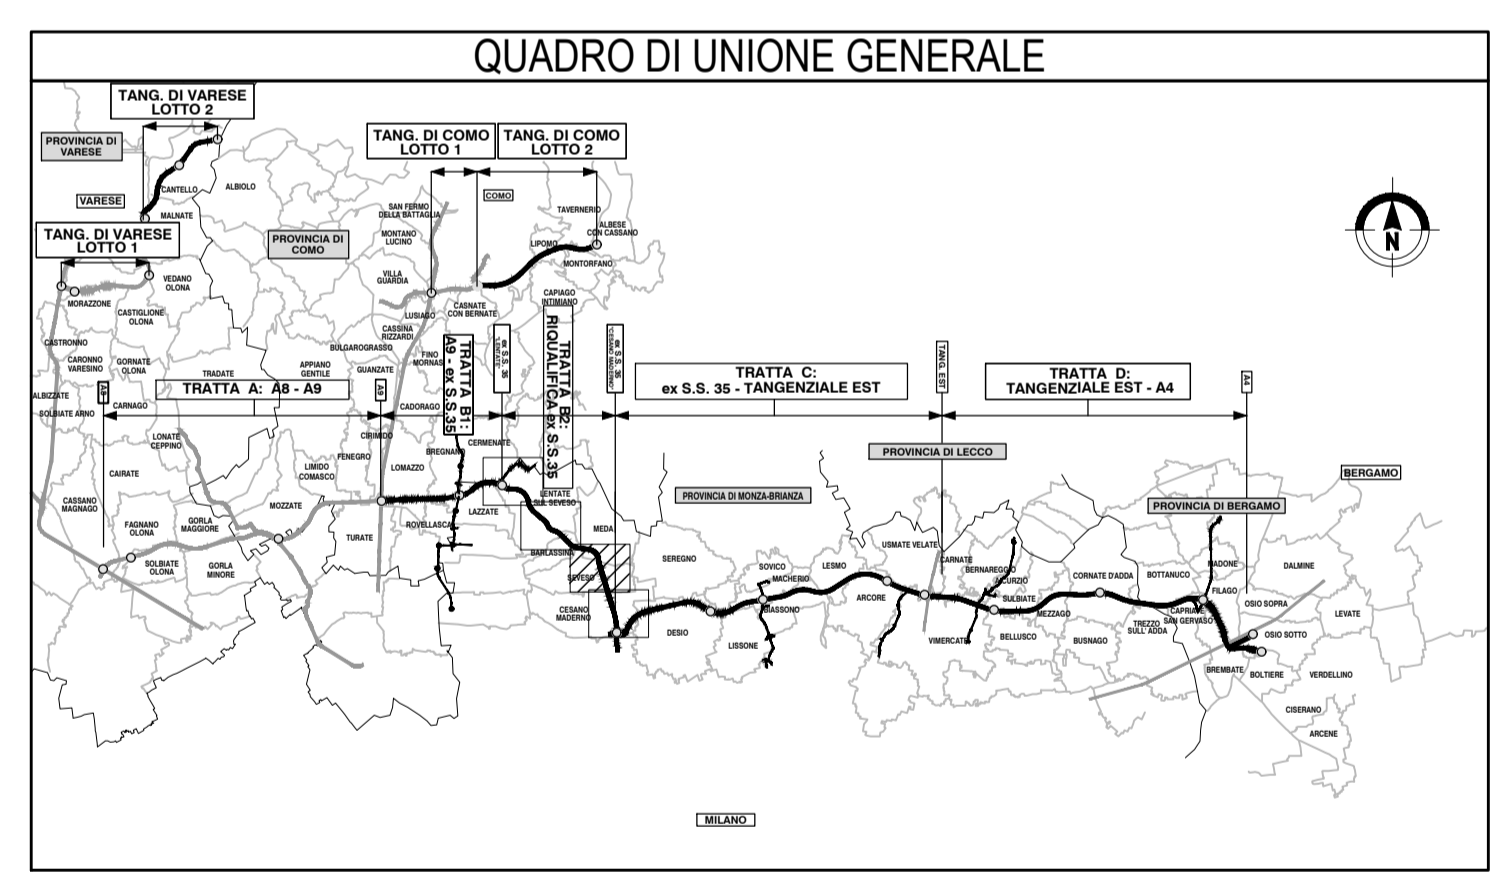 QUADRO DI UNIONE GENERALE
TANG. DI VARESE
LOTTO 2
PROVINCIA DI
VARESE
CANTELLO
ALBIOLO
VARESE
MALNATE
TANG. DI VARESE
LOTTO 1
VEDANO
OLONA
MORAZZONE
CASTIGLIONE
OLONA
CASTRONNO
CARONNO
VARESINO
GORNATE
OLONA
TRADATE
ALBIZZATE
SOLBIATE ARNO
CARNAGO
A8
TRATTA A: A8 - A9
A9
PROVINCIA DI
COMO
TANG. DI COMO
LOTTO 1
TANG. DI COMO
LOTTO 2
COMO
SAN FERMO
DELLA BATTAGLIA
MONTANO
LUCINO
VILLA
GUARDIA
TAVERNERIO
ALBESE
CON CASSANO
LIPOMO
MONTORFANO
CAPIAGO
INTIMIANO
CASNATE
CON BERNATE
LUSIAGO
CASSINA
RIZZARDI
BULGAROGRASSO
FINO
MORNAS
APPIANO
GENTILE
GUANZATE
CADORAGO
TRATTA B1:
A9 - ex S.S.35
ex S.S. 35
"LENTATE"
TRATTA B2:
RIQUALIFICA ex S.S.35
ex S.S. 35
"CESANO MADERNO"
TRATTA C:
ex S.S. 35 - TANGENZIALE EST
TANG. EST
TRATTA D:
TANGENZIALE EST - A4
A4
N
CIRIMIDO
FENEGRO
LIMIDO
COMASCO
LOMAZZO
BREGNANO
CERMENATE
LONATE
CEPPINO
CAIRATE
CASSANO
MAGNAGO
FAGNANO
OLONA
GORLA
MAGGIORE
MOZZATE
SOLBIATE
OLONA
GORLA
MINORE
TURATE
ROVELLASCA
LAZZATE
LENTATE
SUL SEVESO
BARLASSINA
MEDA
SEVESO
CESANO
MADERNO
PROVINCIA DI MONZA-BRIANZA
PROVINCIA DI LECCO
PROVINCIA DI BERGAMO
BERGAMO
SEREGNO
SOVICO
MACHERIO
BIASSONO
LESMO
DESIO
LISSONE
ARCORE
USMATE VELATE
CARNATE
BERNAREGGIO
AICURZIO
SULBIATE
MEZZAGO
VIMERCATE
BELLUSCO
BUSNAGO
CORNATE D'ADDA
BOTTANUCO
TREZZO
SULL' ADDA
CAPRIATE
SAN GERVASO
MADONE
FILAGO
DALMINE
OSIO SOPRA
LEVATE
OSIO SOTTO
BREMBATE
BOLTIERE
VERDELLINO
CISERANO
ARCENE
MILANO